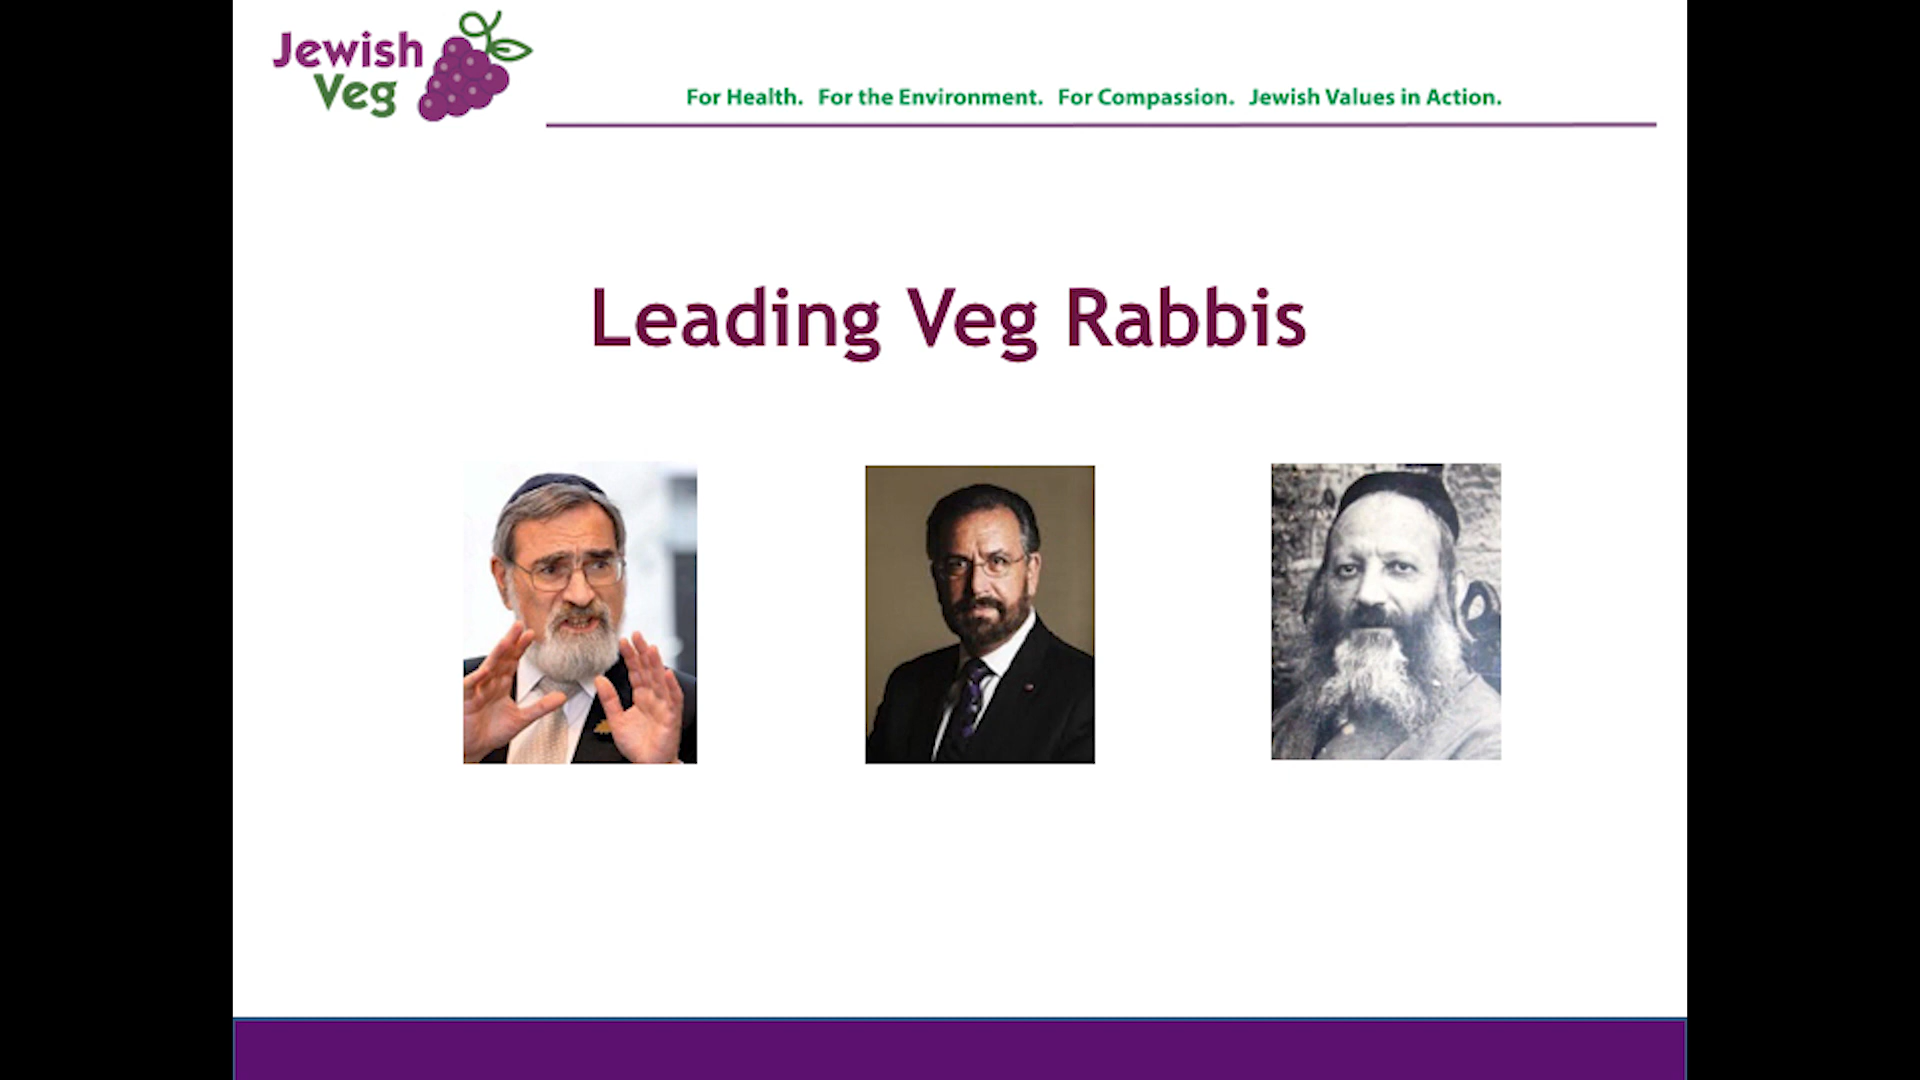 Jewish
Veg
For Health. For the Environment. For Compassion. Jewish Values in Action.
Leading Veg Rabbis